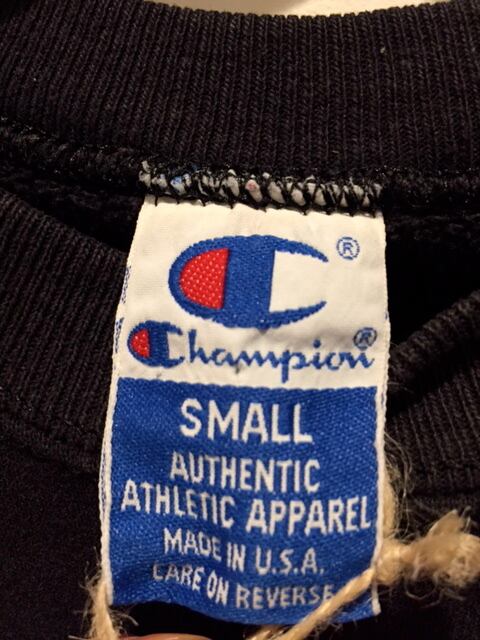 ®
Champion®
SMALL
AUTHENTIC
ATHLETIC APPAREL
MADE IN U.S.A.
CARE ON REVERSE